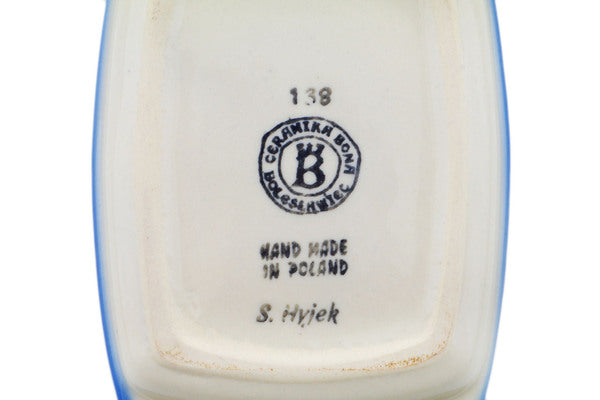 138
CERAMIKA BONA
B
BOLESŁAWIEC
HAND MADE
IN POLAND
S. Hyjek